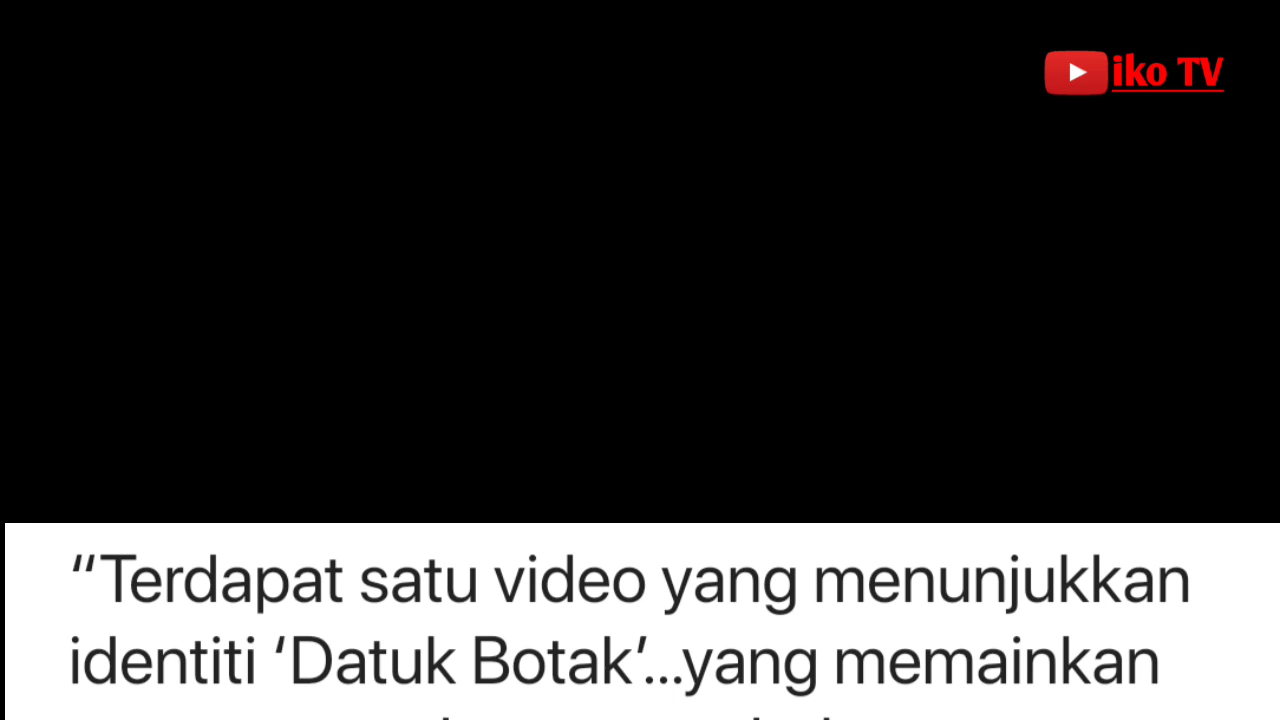 iko TV
“Terdapat satu video yang menunjukkan
identiti ‘Datuk Botak’...yang memainkan